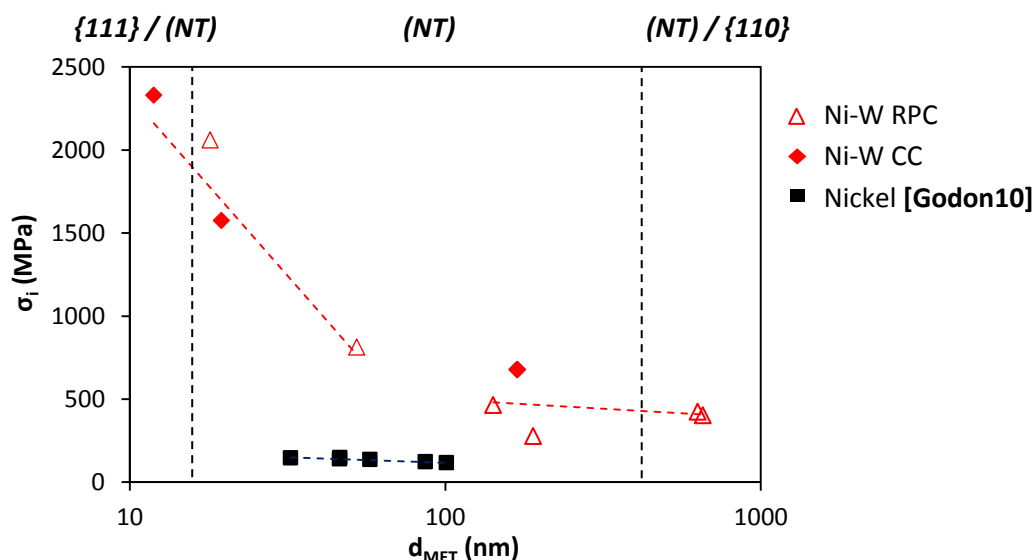 {111} / (NT) (NT) (NT) / {110}
2500
2000
1500
1000
500
0
σi (MPa)
10 100 1000
dMET (nm)
Ni-W RPC
Ni-W CC
Nickel [Godon10]